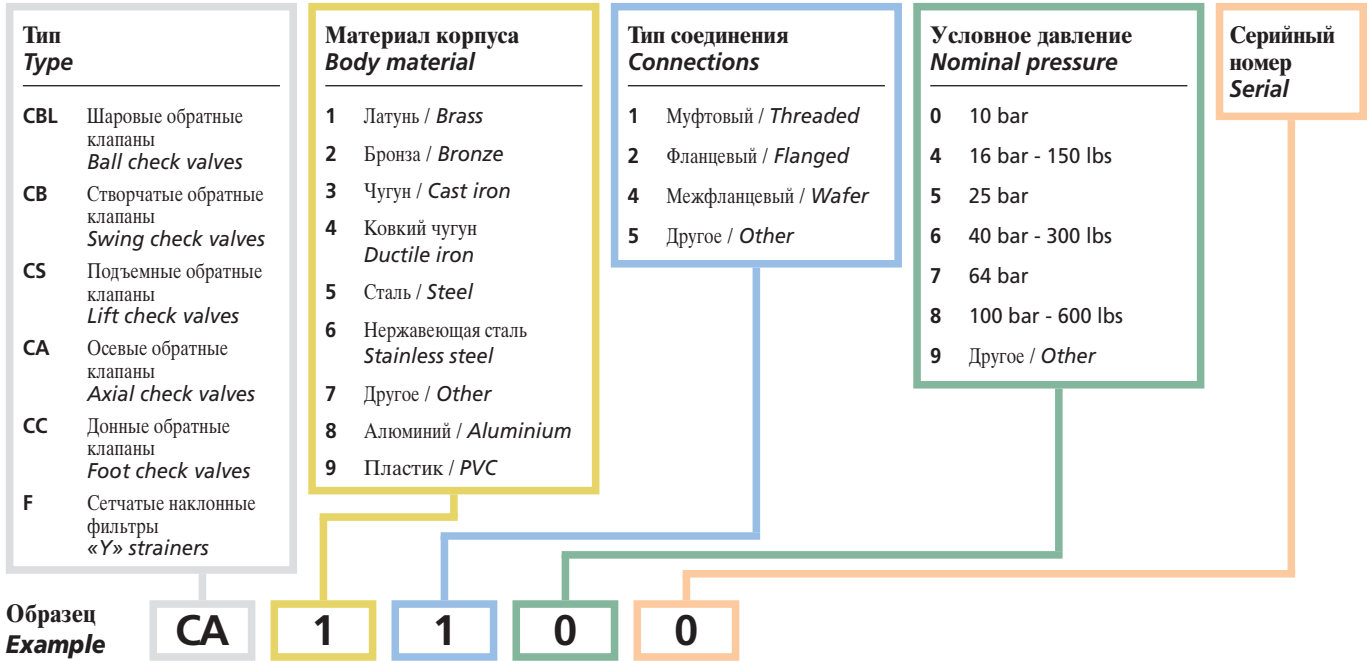 Тип
Type
CBL Шаровые обратные
клапаны
Ball check valves
CB Створчатые обратные
клапаны
Swing check valves
CS Подъемные обратные
клапаны
Lift check valves
CA Осевые обратные
клапаны
Axial check valves
CC Донные обратные
клапаны
Foot check valves
F Сетчатые наклонные
фильтры
«Y» strainers
Материал корпуса
Body material
1 Латунь / Brass
2 Бронза / Bronze
3 Чугун / Cast iron
4 Ковкий чугун
Ductile iron
5 Сталь / Steel
6 Нержавеющая сталь
Stainless steel
7 Другое / Other
8 Алюминий / Aluminium
9 Пластик / PVC
Тип соединения
Connections
1 Муфтовый / Threaded
2 Фланцевый / Flanged
4 Межфланцевый / Wafer
5 Другое / Other
Условное давление
Nominal pressure
0 10 bar
4 16 bar - 150 lbs
5 25 bar
6 40 bar - 300 lbs
7 64 bar
8 100 bar - 600 lbs
9 Другое / Other
Серийный
номер
Serial
Образец
Example
CA 1 1 0 0